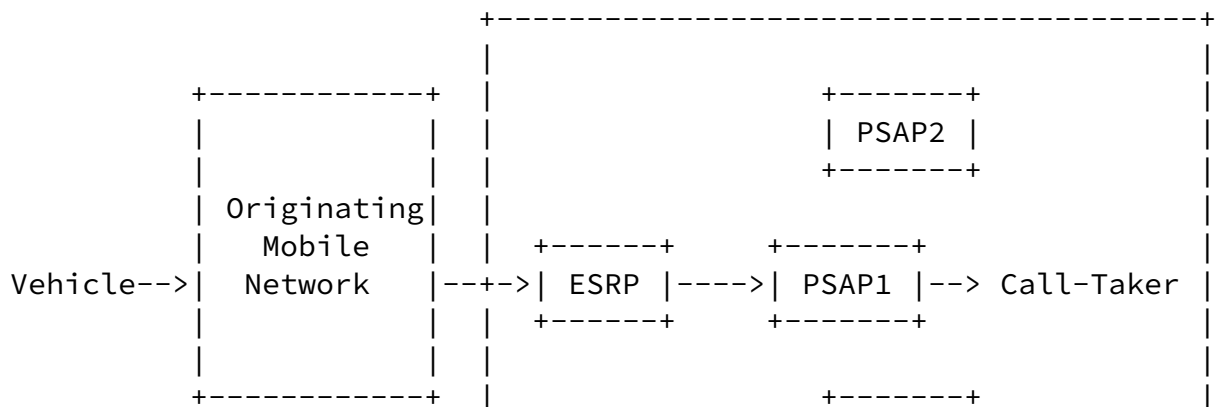 PSAP2
Originating
Mobile
Vehicle--> Network --+-> ESRP ----> PSAP1 --> Call-Taker